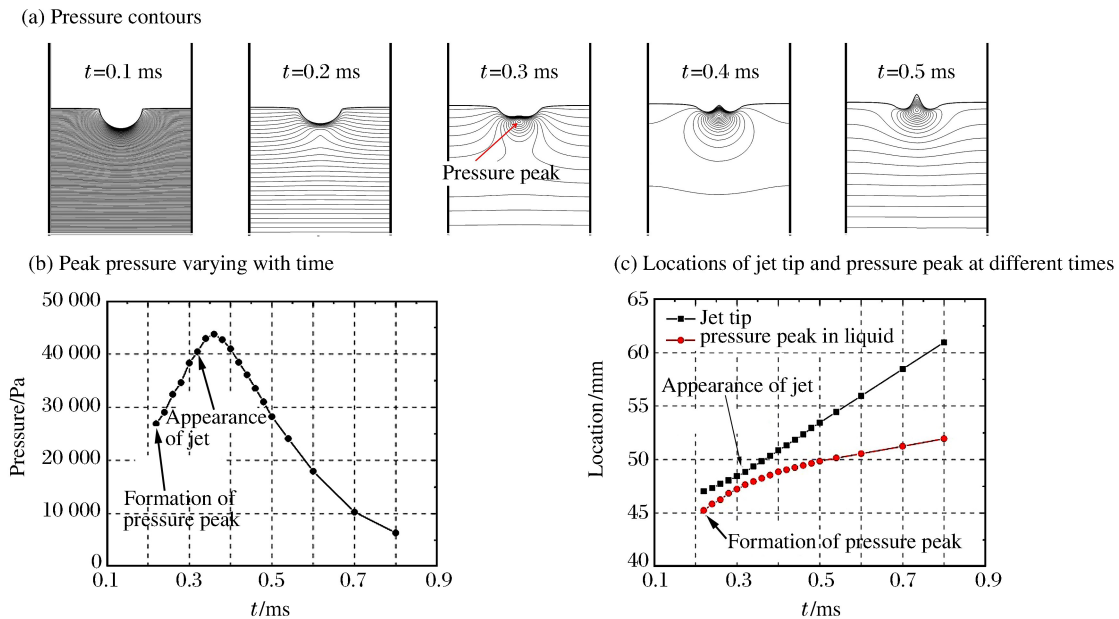 (a) Pressure contours
t=0.1 ms
t=0.2 ms
t=0.3 ms
t=0.4 ms
t=0.5 ms
Pressure peak
(b) Peak pressure varying with time
50 000
40 000
30 000
20 000
10 000
0
Pressure/Pa
Appearance
of jet
Formation of
pressure peak
0.1
0.3
0.5
0.7
0.9
t/ms
(c) Locations of jet tip and pressure peak at different times
65
60
55
50
45
40
Location/mm
Jet tip
pressure peak in liquid
Appearance of jet
Formation of pressure peak
0.1
0.3
0.5
0.7
0.9
t/ms